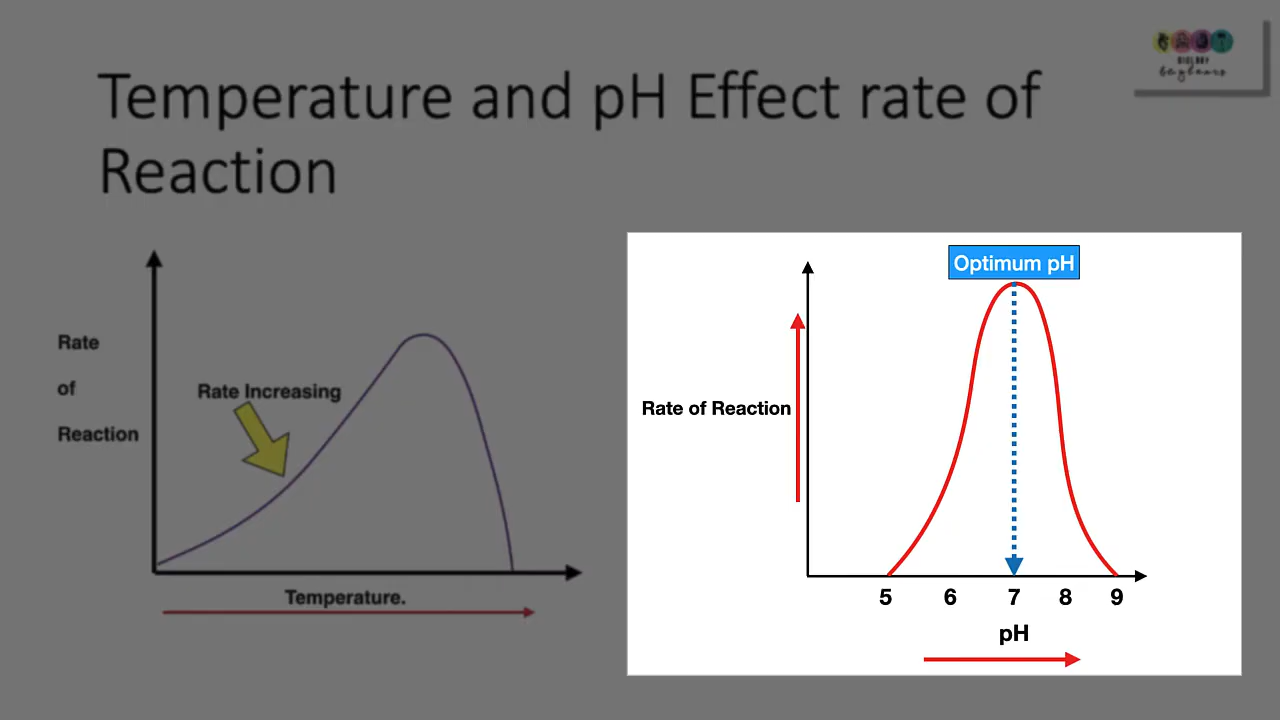 Temperature and pH Effect rate of
Reaction
BIOLOGY
Rate
of
Reaction
Rate Increasing
Temperature.
Optimum pH
Rate of Reaction
5 6 7 8 9
pH